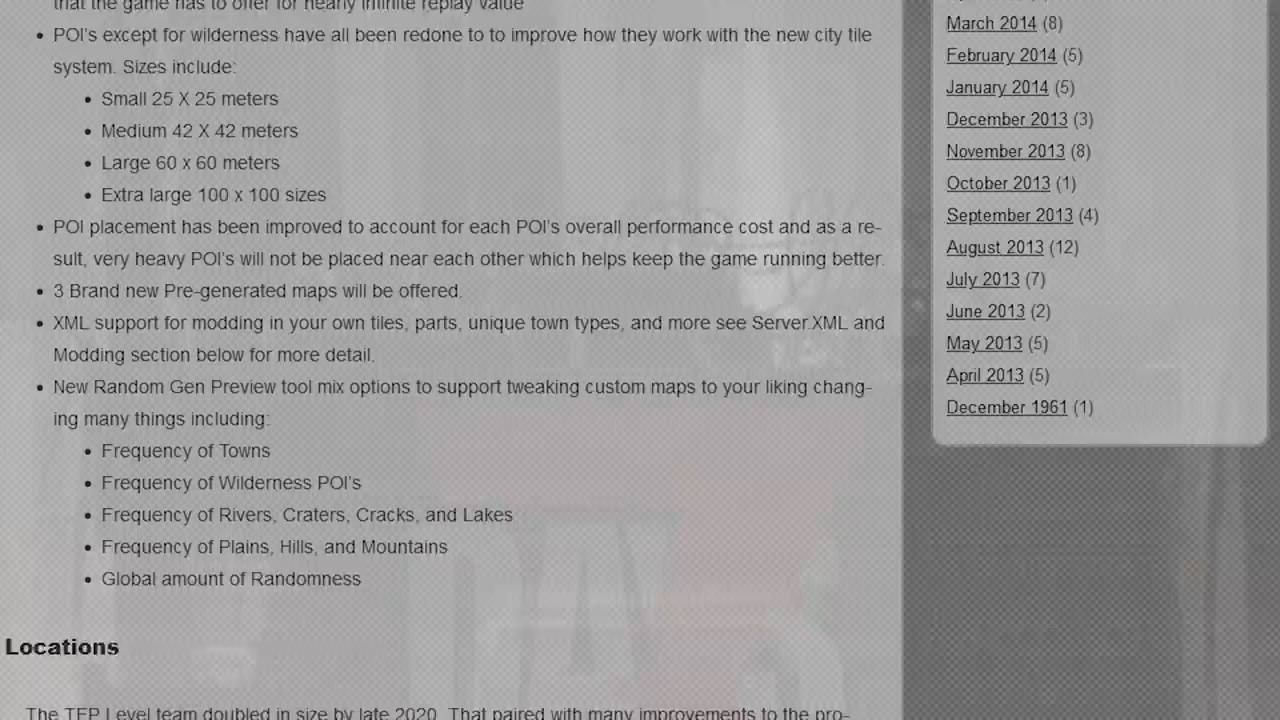 that the game has to offer for nearly infinite replay value
POI's except for wilderness have all been redone to to improve how they work with the new city tile
system. Sizes include:
Small 25 X 25 meters
Medium 42 X 42 meters
Large 60 x 60 meters
Extra large 100 x 100 sizes
POI placement has been improved to account for each POI's overall performance cost and as a re-
sult, very heavy POI's will not be placed near each other which helps keep the game running better.
3 Brand new Pre-generated maps will be offered.
XML support for modding in your own tiles, parts, unique town types, and more see Server.XML and
Modding section below for more detail.
New Random Gen Preview tool mix options to support tweaking custom maps to your liking chang-
ing many things including:
Frequency of Towns
Frequency of Wilderness POI's
Frequency of Rivers, Craters, Cracks, and Lakes
Frequency of Plains, Hills, and Mountains
Global amount of Randomness
Locations
The TFP Level team doubled in size by late 2020. That paired with many improvements to the pro-
March 2014 (8)
February 2014 (5)
January 2014 (5)
December 2013 (3)
November 2013 (8)
October 2013 (1)
September 2013 (4)
August 2013 (12)
July 2013 (7)
June 2013 (2)
May 2013 (5)
April 2013 (5)
December 1961 (1)